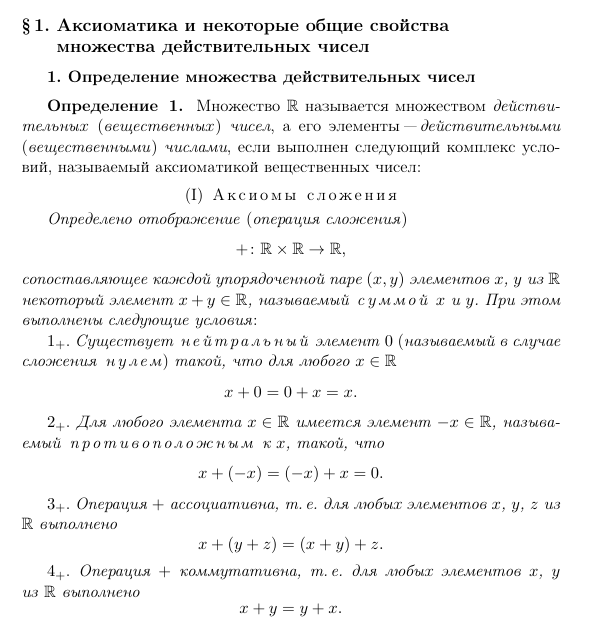 § 1. Аксиоматика и некоторые общие свойства
множества действительных чисел
1. Определение множества действительных чисел
Определение 1. Множество ℝ называется множеством действи-
тельных (вещественных) чисел, а его элементы — действительными
(вещественными) числами, если выполнен следующий комплекс усло-
вий, называемый аксиоматикой вещественных чисел:
(I) Аксиомы сложения
Определено отображение (операция сложения)
+: ℝ × ℝ → ℝ,
сопоставляющее каждой упорядоченной паре (x, y) элементов x, y из ℝ
некоторый элемент x + y ∈ ℝ, называемый суммой x и y. При этом
выполнены следующие условия:
1₊. Существует нейтральный элемент 0 (называемый в случае
сложения нулем) такой, что для любого x ∈ ℝ
x + 0 = 0 + x = x.
2₊. Для любого элемента x ∈ ℝ имеется элемент −x ∈ ℝ, называ-
емый противоположным к x, такой, что
x + (−x) = (−x) + x = 0.
3₊. Операция + ассоциативна, т. е. для любых элементов x, y, z из
ℝ выполнено
x + (y + z) = (x + y) + z.
4₊. Операция + коммутативна, т. е. для любых элементов x, y
из ℝ выполнено
x + y = y + x.